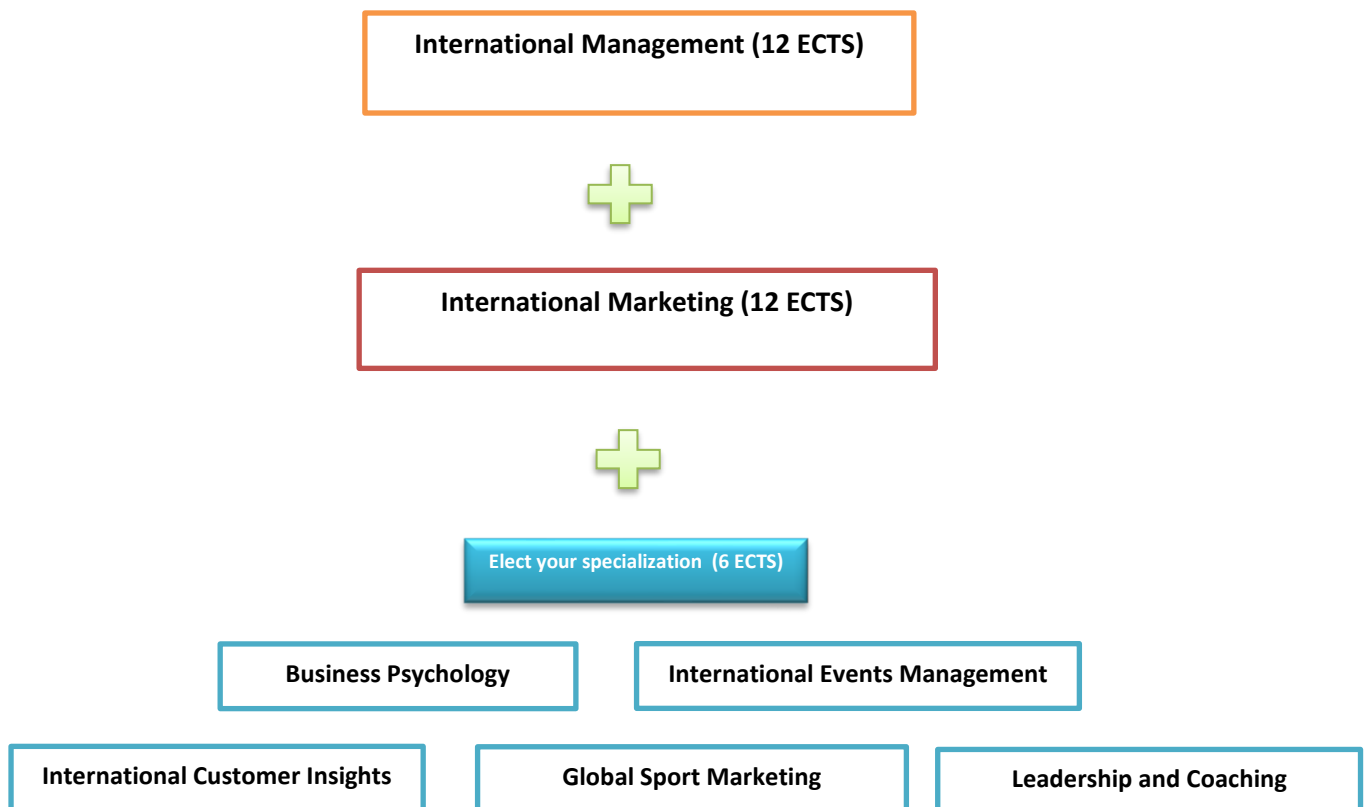 International Management (12 ECTS)
International Marketing (12 ECTS)
Elect your specialization  (6 ECTS)
Business Psychology
International Events Management
International Customer Insights
Global Sport Marketing
Leadership and Coaching